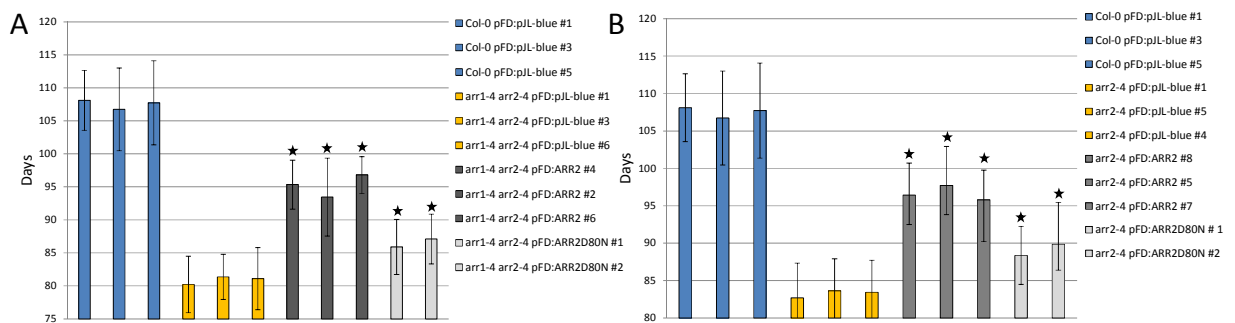 A
Days
120
115
110
105
100
95
90
85
80
75
Col-0 pFD:pJL-blue #1
Col-0 pFD:pJL-blue #3
Col-0 pFD:pJL-blue #5
arr1-4 arr2-4 pFD:pJL-blue #1
arr1-4 arr2-4 pFD:pJL-blue #3
arr1-4 arr2-4 pFD:pJL-blue #6
arr1-4 arr2-4 pFD:ARR2 #4
arr1-4 arr2-4 pFD:ARR2 #2
arr1-4 arr2-4 pFD:ARR2 #6
arr1-4 arr2-4 pFD:ARR2D80N #1
arr1-4 arr2-4 pFD:ARR2D80N #2
B
Days
120
115
110
105
100
95
90
85
80
Col-0 pFD:pJL-blue #1
Col-0 pFD:pJL-blue #3
Col-0 pFD:pJL-blue #5
arr2-4 pFD:pJL-blue #1
arr2-4 pFD:pJL-blue #5
arr2-4 pFD:pJL-blue #4
arr2-4 pFD:ARR2 #8
arr2-4 pFD:ARR2 #5
arr2-4 pFD:ARR2 #7
arr2-4 pFD:ARR2D80N # 1
arr2-4 pFD:ARR2D80N #2